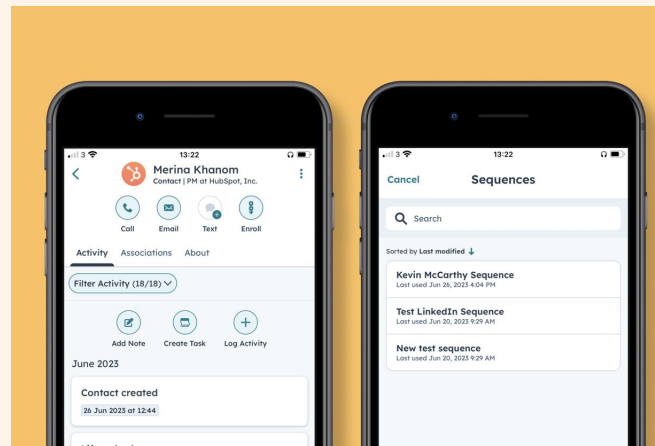 3
13:22
Merina Khanom
Contact | PM at HubSpot, Inc.
Call
Email
Text
Enroll
Activity
Associations
About
Filter Activity (18/18)
Add Note
Create Task
Log Activity
June 2023
Contact created
26 Jun 2023 at 12:44
3
13:22
Cancel
Sequences
Search
Sorted by Last modified
Kevin McCarthy Sequence
Last used Jun 26, 2023 4:04 PM
Test LinkedIn Sequence
Last used Jun 20, 2023 9:29 AM
New test sequence
Last used Jun 20, 2023 9:29 AM